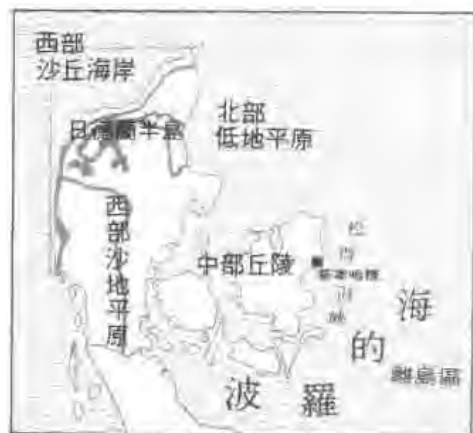 西部
沙丘海岸
日德蘭半島
北部
低地平原
西部沙地平原
中部丘陵
波羅的海
離島區